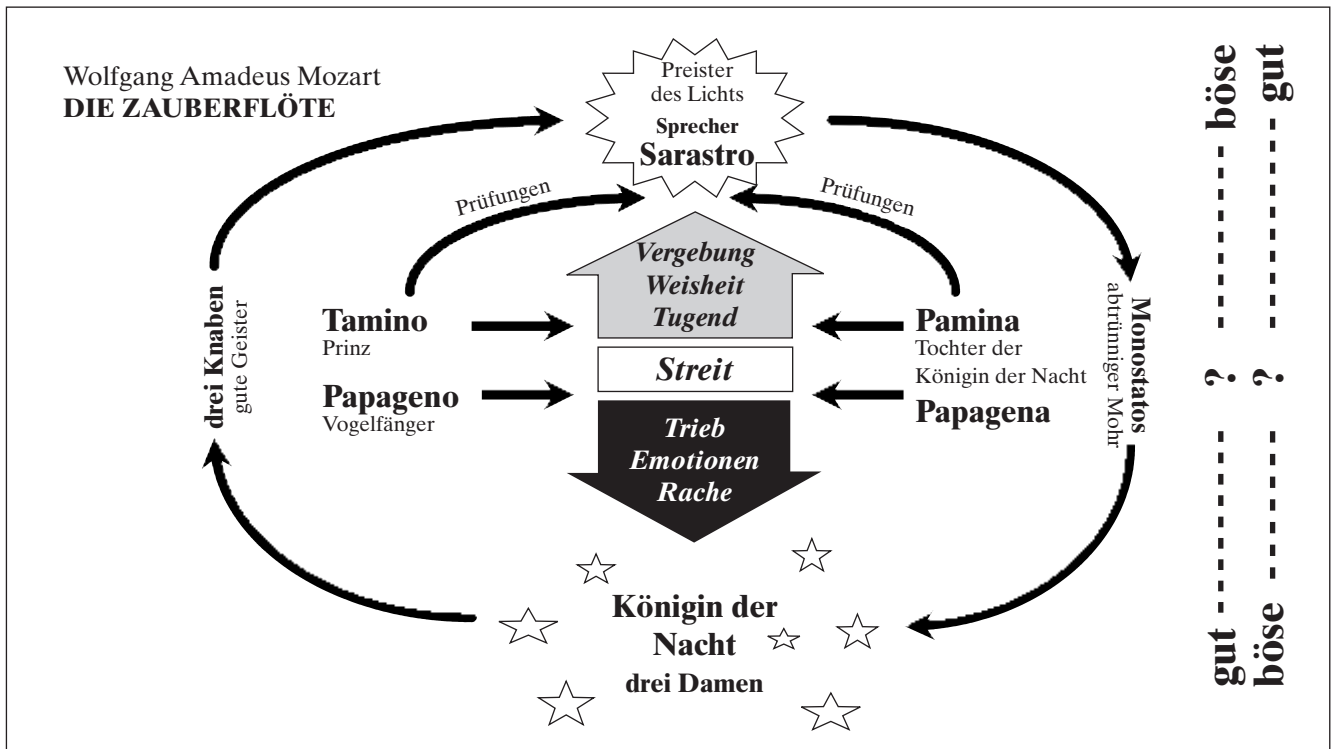 Wolfgang Amadeus Mozart
DIE ZAUBERFLÖTE
Preister
des Lichts
Sprecher
Sarastro
Prüfungen
Prüfungen
Vergebung
Weisheit
Tugend
Tamino
Prinz
Papageno
Vogelfänger
Streit
Pamina
Tochter der
Königin der Nacht
Papagena
Trieb
Emotionen
Rache
drei Knaben
gute Geister
Monostatos
abtrünniger Mohr
Königin der
Nacht
drei Damen
gut ? böse
böse ? gut